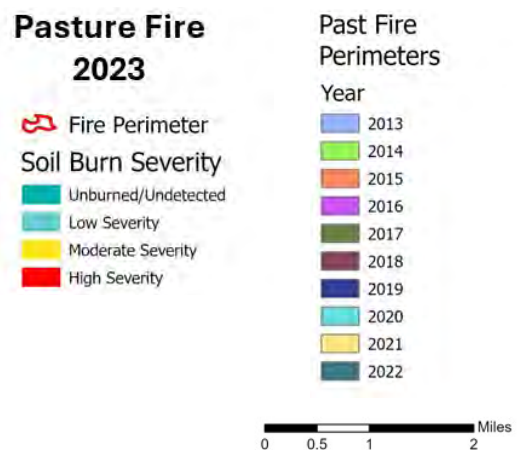 Pasture Fire
2023
Fire Perimeter
Soil Burn Severity
Unburned/Undetected
Low Severity
Moderate Severity
High Severity
Past Fire
Perimeters
Year
2013
2014
2015
2016
2017
2018
2019
2020
2021
2022
Miles
0 0.5 1 2